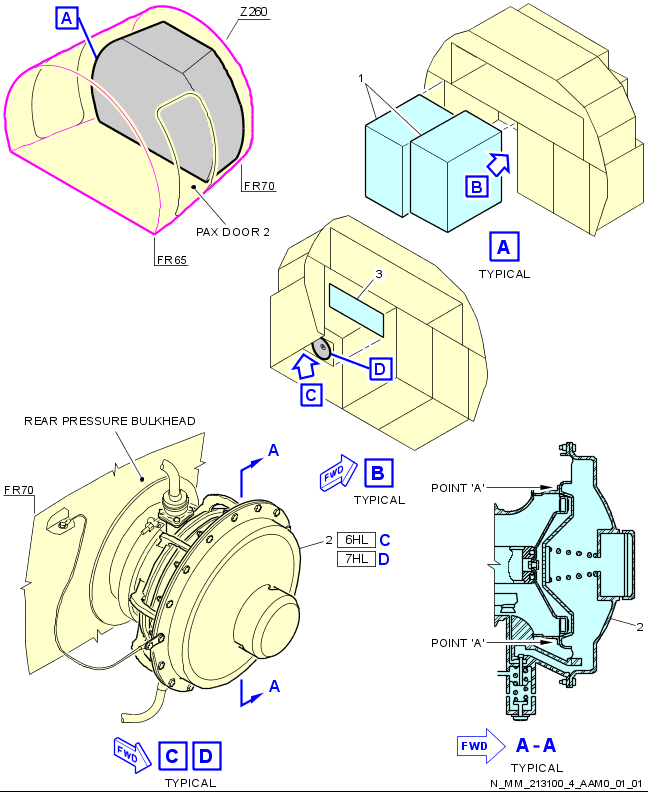 A
Z260
FR70
PAX DOOR 2
FR65
1
B
A
TYPICAL
3
D
C
FWD B
TYPICAL
REAR PRESSURE BULKHEAD
FR70
A
2 6HL C
7HL D
A
FWD C D
TYPICAL
POINT 'A'
POINT 'A'
2
FWD A-A
TYPICAL
N_MM_213100_4_AAM0_01_01